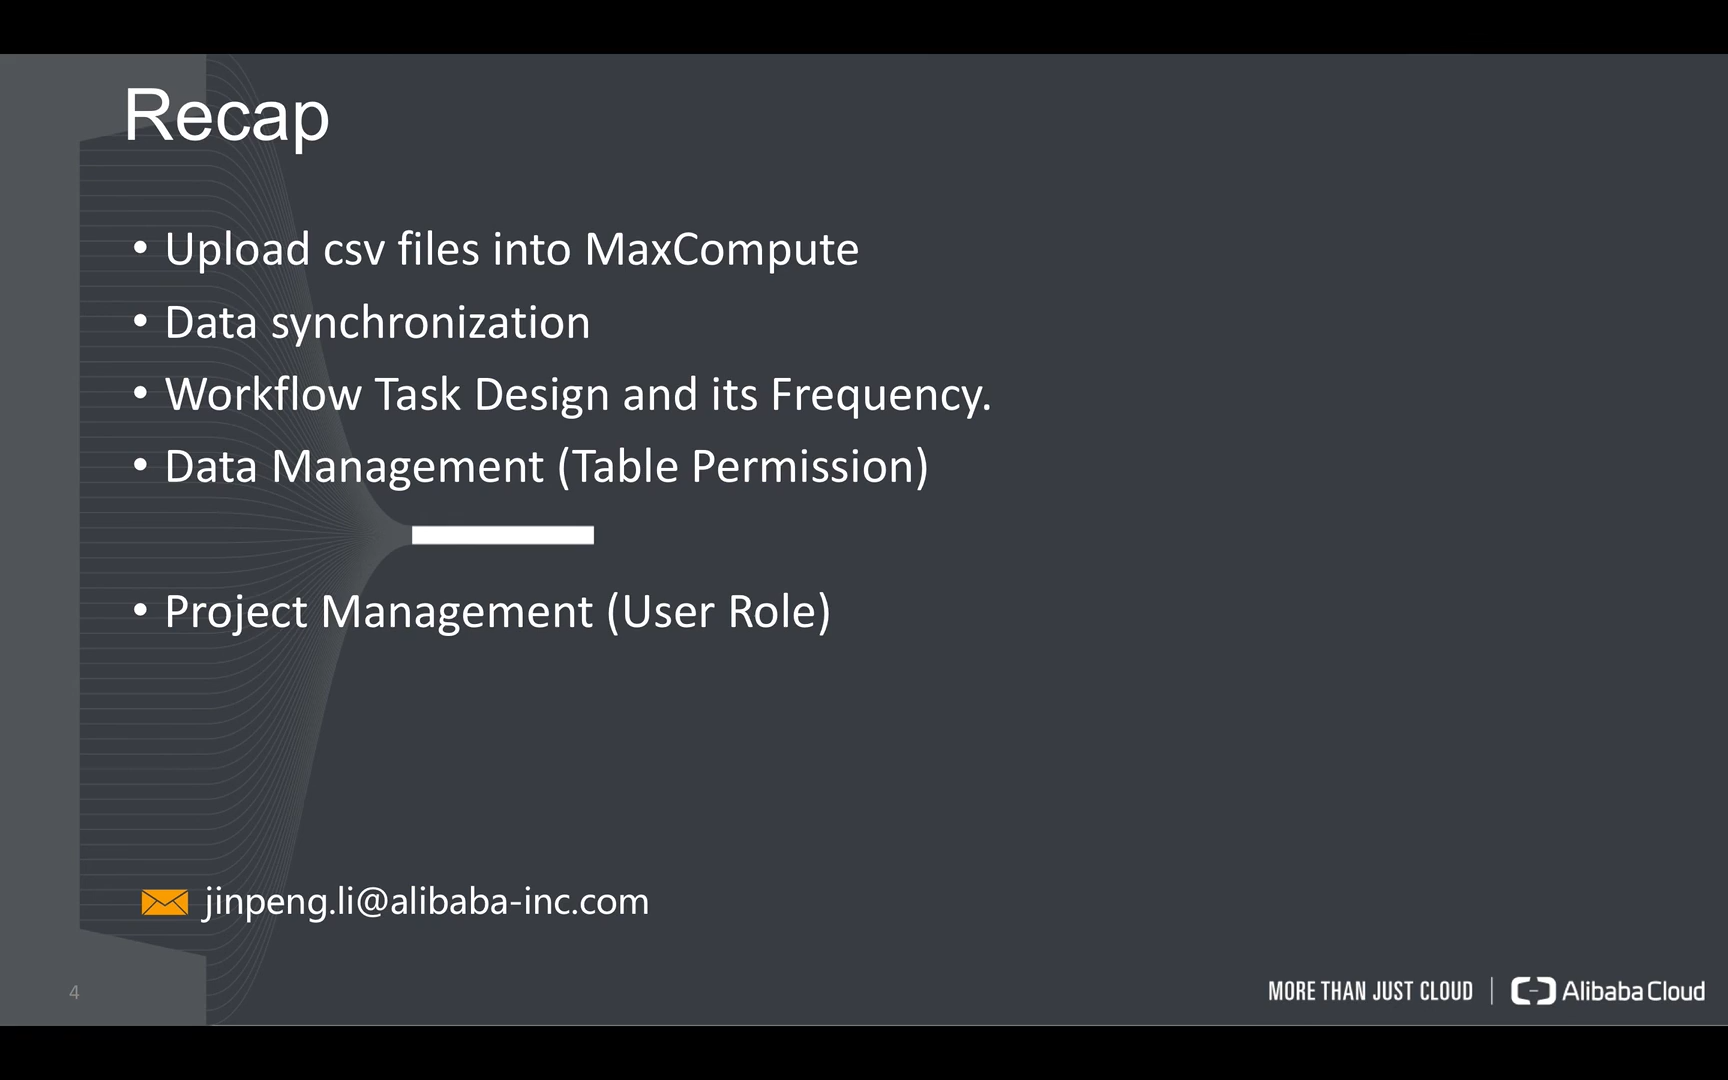 Recap
• Upload csv files into MaxCompute
• Data synchronization
• Workflow Task Design and its Frequency.
• Data Management (Table Permission)
• Project Management (User Role)
jinpeng.li@alibaba-inc.com
4
MORE THAN JUST CLOUD | Alibaba Cloud